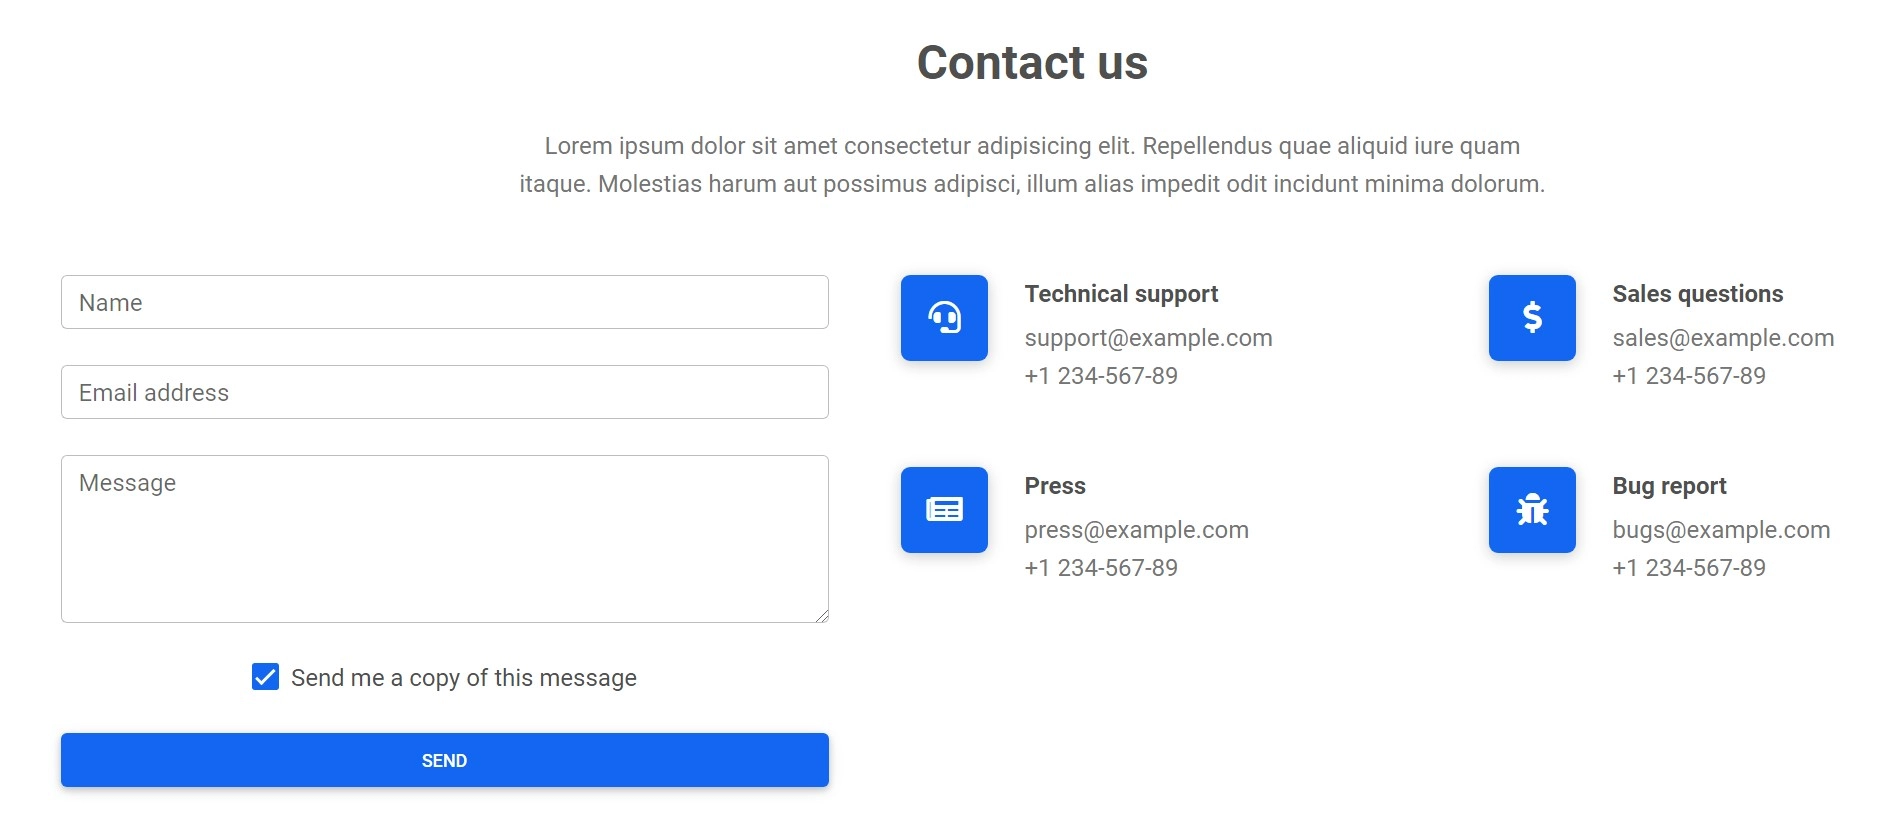 Contact us
Lorem ipsum dolor sit amet consectetur adipisicing elit. Repellendus quae aliquid iure quam
itaque. Molestias harum aut possimus adipisci, illum alias impedit odit incidunt minima dolorum.
Name
Email address
Message
Send me a copy of this message
SEND
Technical support
support@example.com
+1 234-567-89
Sales questions
sales@example.com
+1 234-567-89
Press
press@example.com
+1 234-567-89
Bug report
bugs@example.com
+1 234-567-89